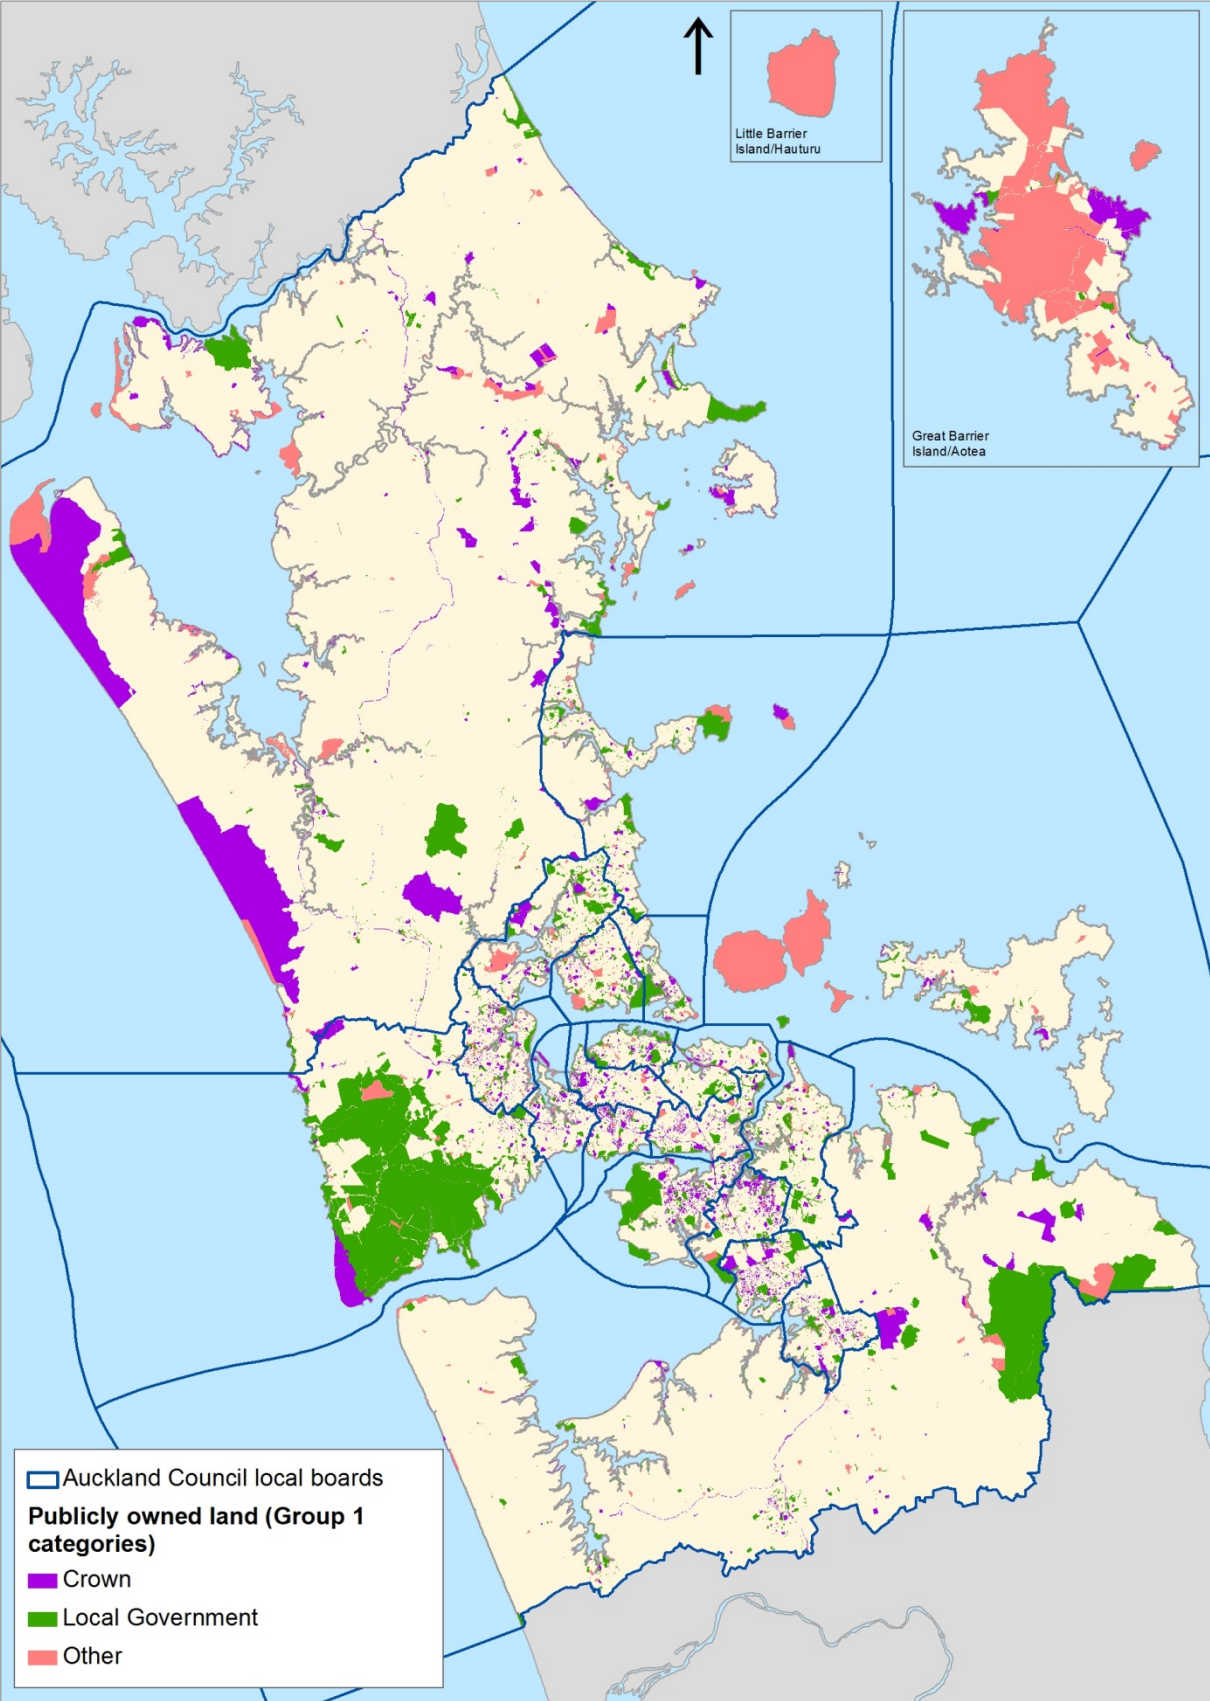 Little Barrier
Island/Hauturu
Great Barrier
Island/Aotea
Auckland Council local boards
Publicly owned land (Group 1
categories)
Crown
Local Government
Other